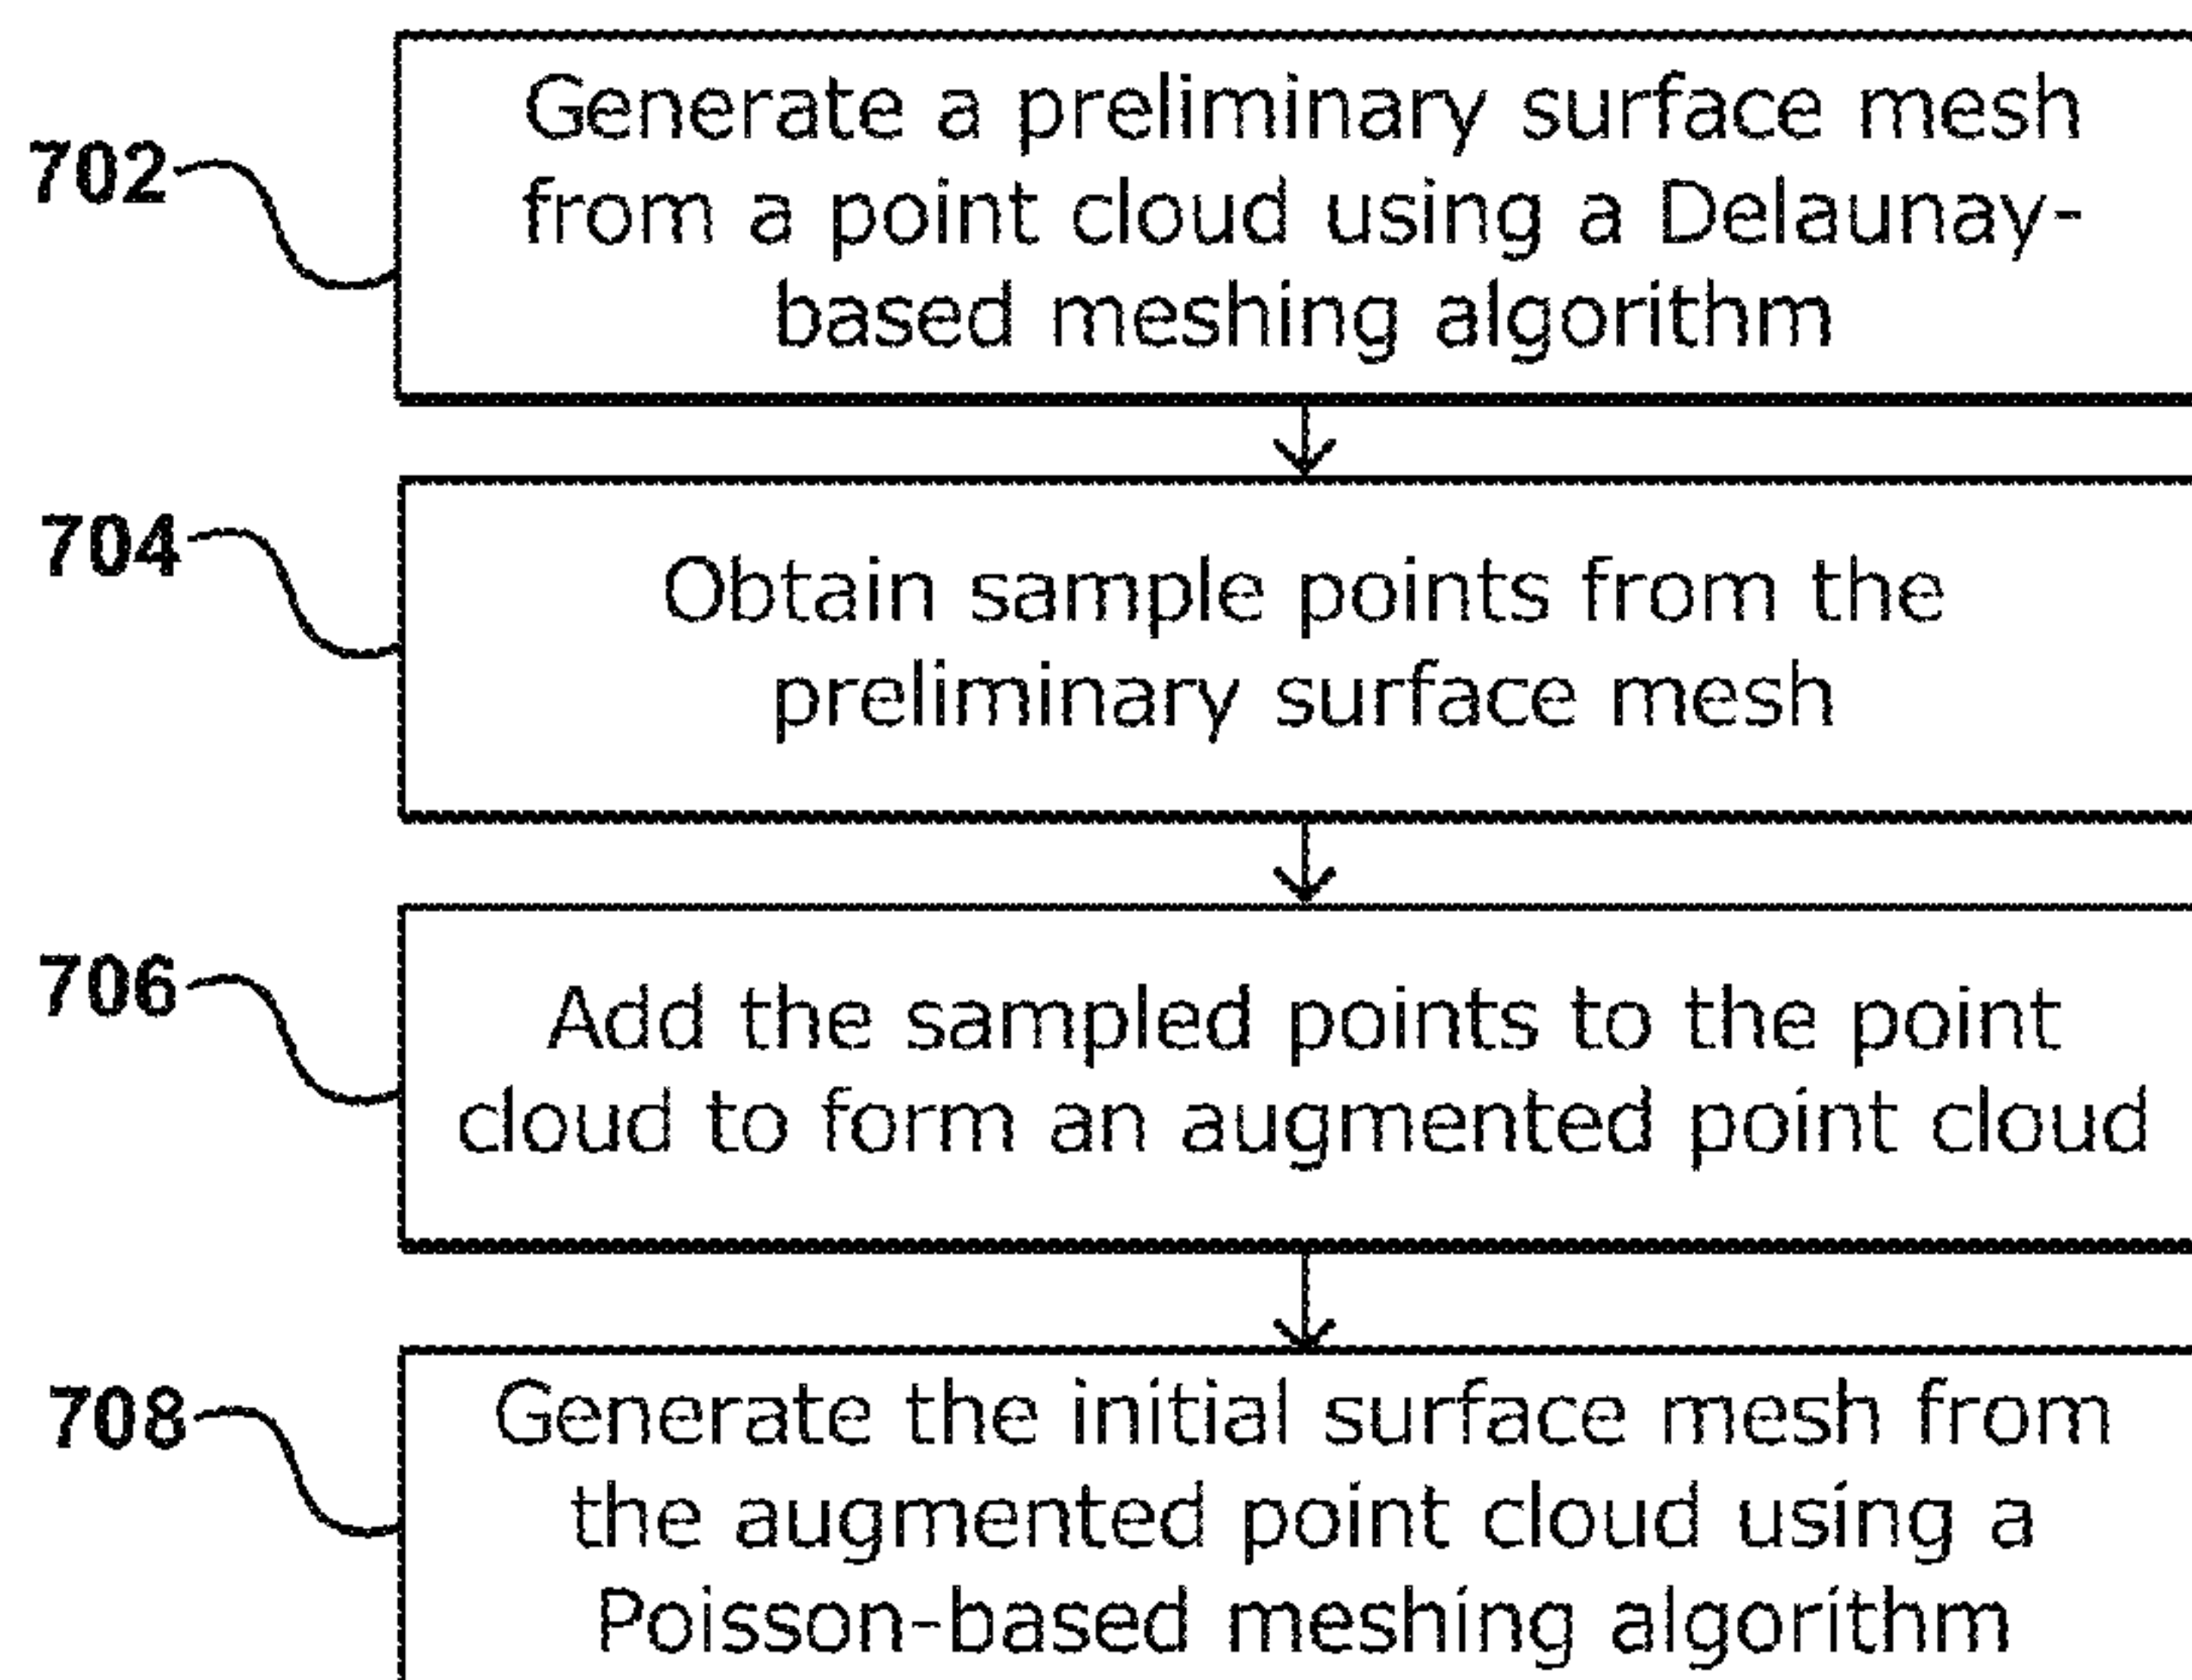 702
Generate a preliminary surface mesh
from a point cloud using a Delaunay-
based meshing algorithm
704
Obtain sample points from the
preliminary surface mesh
706
Add the sampled points to the point
cloud to form an augmented point cloud
708
Generate the initial surface mesh from
the augmented point cloud using a
Poisson-based meshing algorithm